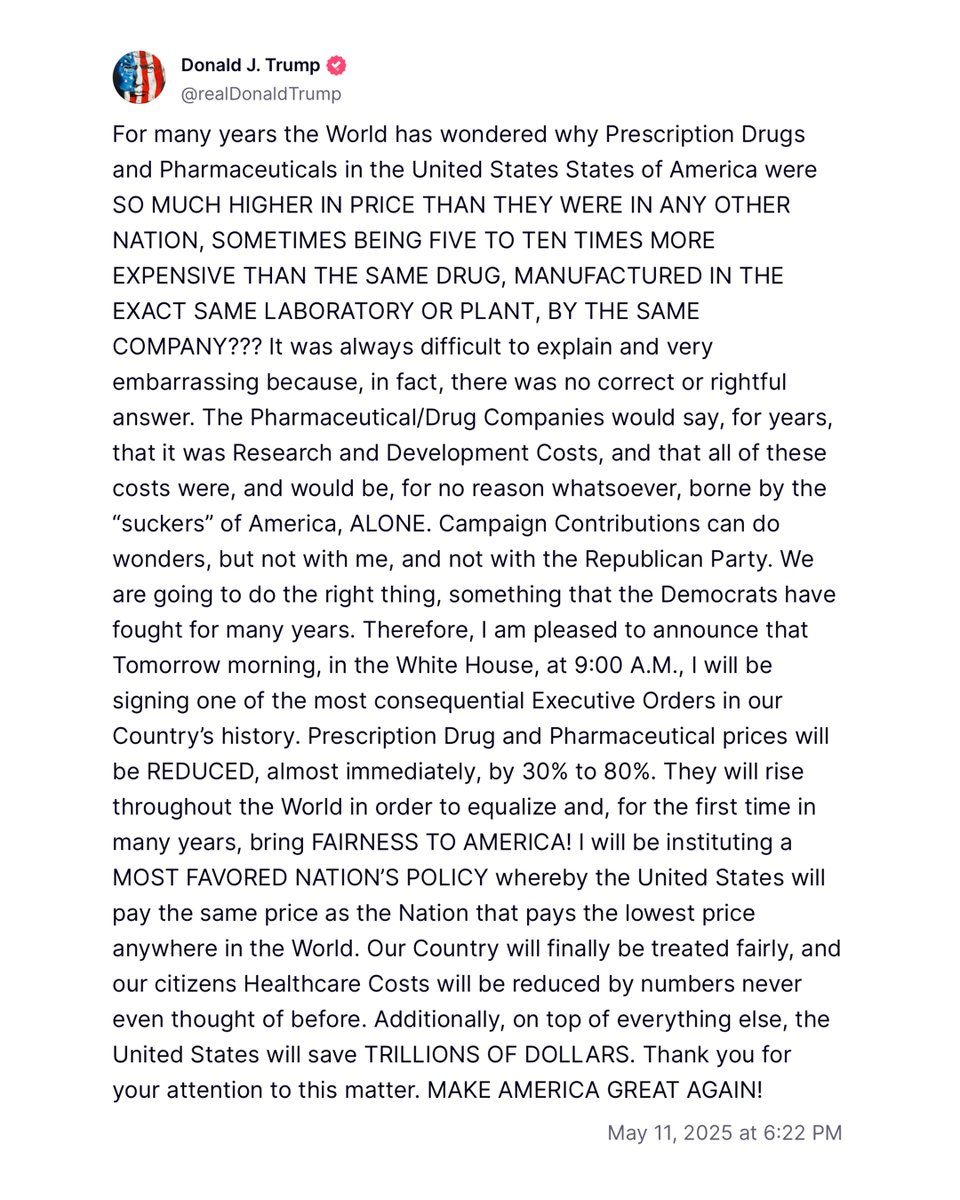 Donald J. Trump
@realDonaldTrump
For many years the World has wondered why Prescription Drugs
and Pharmaceuticals in the United States States of America were
SO MUCH HIGHER IN PRICE THAN THEY WERE IN ANY OTHER
NATION, SOMETIMES BEING FIVE TO TEN TIMES MORE
EXPENSIVE THAN THE SAME DRUG, MANUFACTURED IN THE
EXACT SAME LABORATORY OR PLANT, BY THE SAME
COMPANY??? It was always difficult to explain and very
embarrassing because, in fact, there was no correct or rightful
answer. The Pharmaceutical/Drug Companies would say, for years,
that it was Research and Development Costs, and that all of these
costs were, and would be, for no reason whatsoever, borne by the
“suckers” of America, ALONE. Campaign Contributions can do
wonders, but not with me, and not with the Republican Party. We
are going to do the right thing, something that the Democrats have
fought for many years. Therefore, I am pleased to announce that
Tomorrow morning, in the White House, at 9:00 A.M., I will be
signing one of the most consequential Executive Orders in our
Country’s history. Prescription Drug and Pharmaceutical prices will
be REDUCED, almost immediately, by 30% to 80%. They will rise
throughout the World in order to equalize and, for the first time in
many years, bring FAIRNESS TO AMERICA! I will be instituting a
MOST FAVORED NATION’S POLICY whereby the United States will
pay the same price as the Nation that pays the lowest price
anywhere in the World. Our Country will finally be treated fairly, and
our citizens Healthcare Costs will be reduced by numbers never
even thought of before. Additionally, on top of everything else, the
United States will save TRILLIONS OF DOLLARS. Thank you for
your attention to this matter. MAKE AMERICA GREAT AGAIN!
May 11, 2025 at 6:22 PM